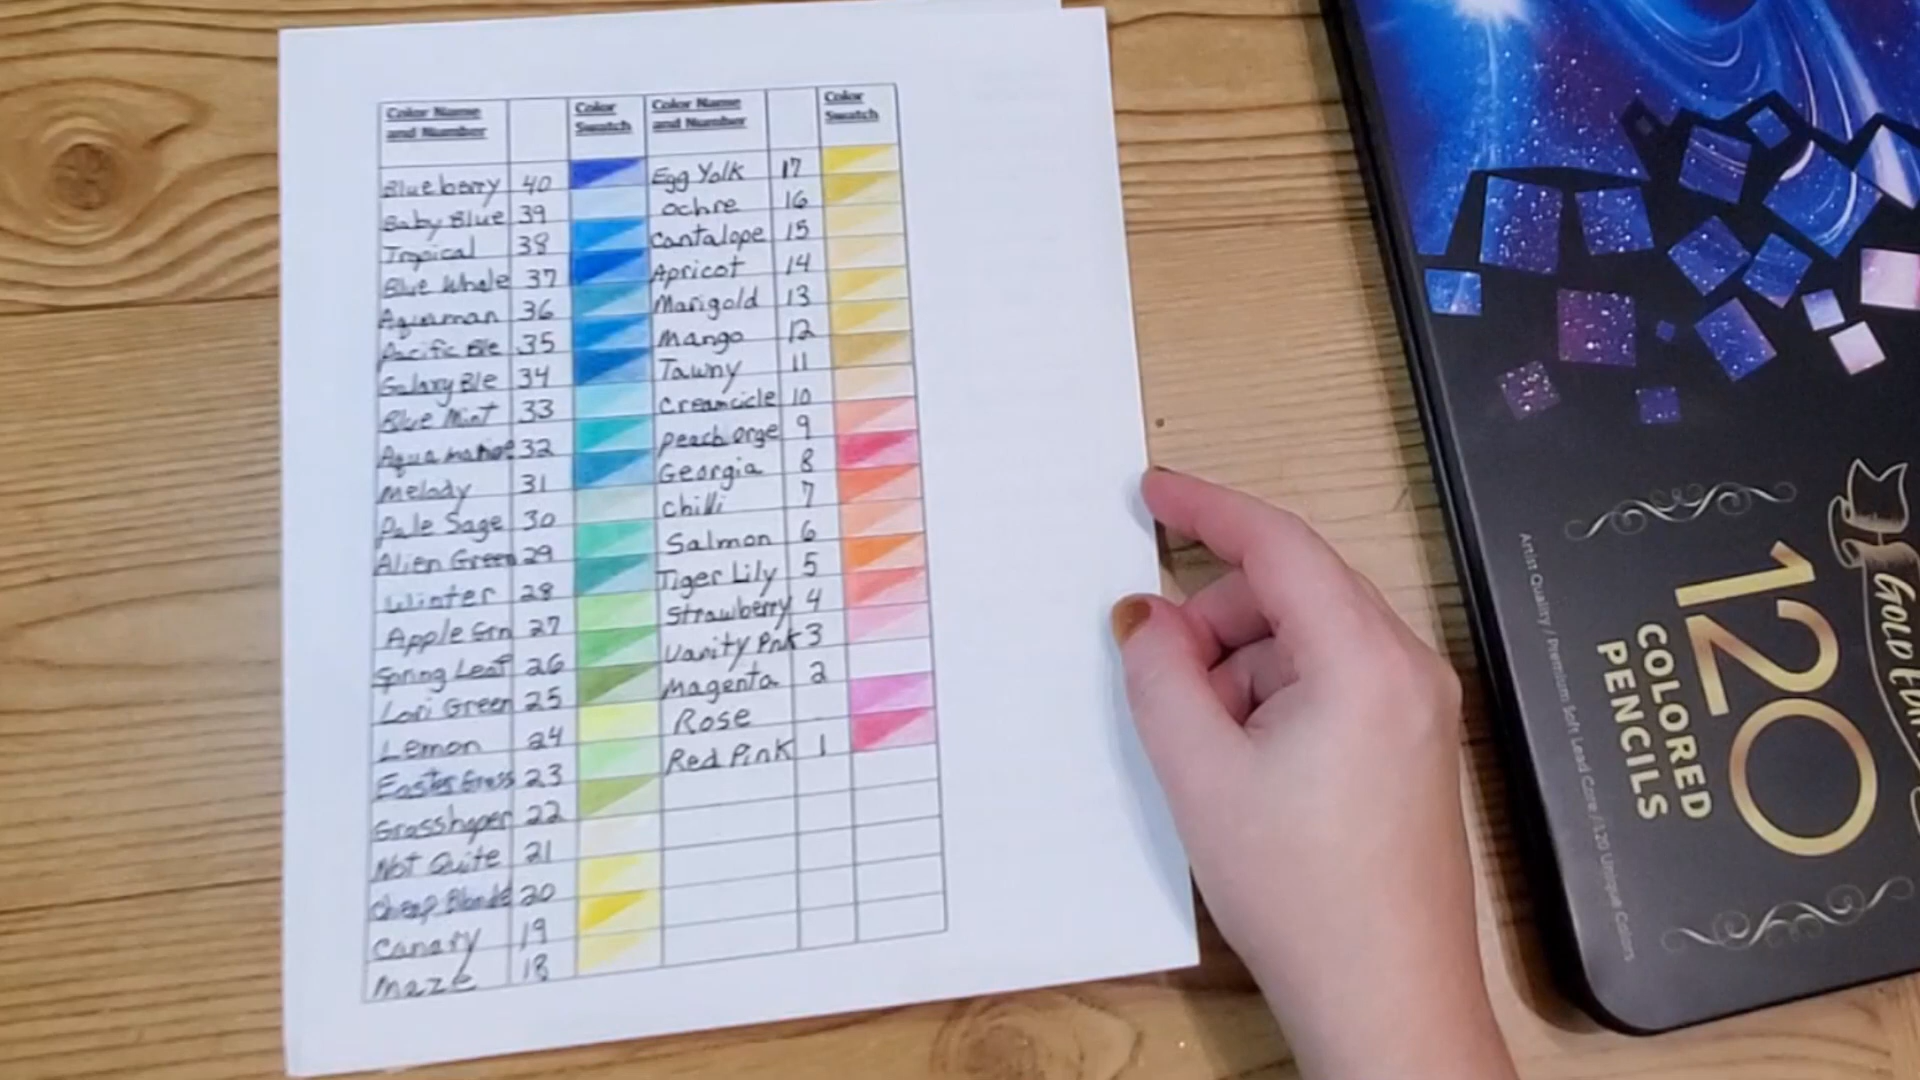 Color Name and Number
Color Swatch
Color Name and Number
Color Swatch
Blueberry 40
Baby Blue 39
Tropical 38
Blue Whale 37
Aquaman 36
Pacific Ble 35
Galaxy Ble 34
Blue Mint 33
Aqua marine 32
Melody 31
Pale Sage 30
Alien Green 29
Winter 28
Apple Grn 27
Spring Leaf 26
Lori Green 25
Lemon 24
Easter Grass 23
Grasshoper 22
Not Quite 21
Cheap Blonde 20
Canary 19
Maze 18
Egg Yolk 17
Ochre 16
Cantalope 15
Apricot 14
Marigold 13
Mango 12
Tawny 11
Creamcicle 10
Peach Orge 9
Georgia 8
Chilli 7
Salmon 6
Tiger Lily 5
Strawberry 4
Vanity Pnk 3
Magenta 2
Rose
Red Pink 1
GOLD
120
COLORED
PENCILS
Artist Quality / Premium Soft Lead Core / 120 Unique Colors